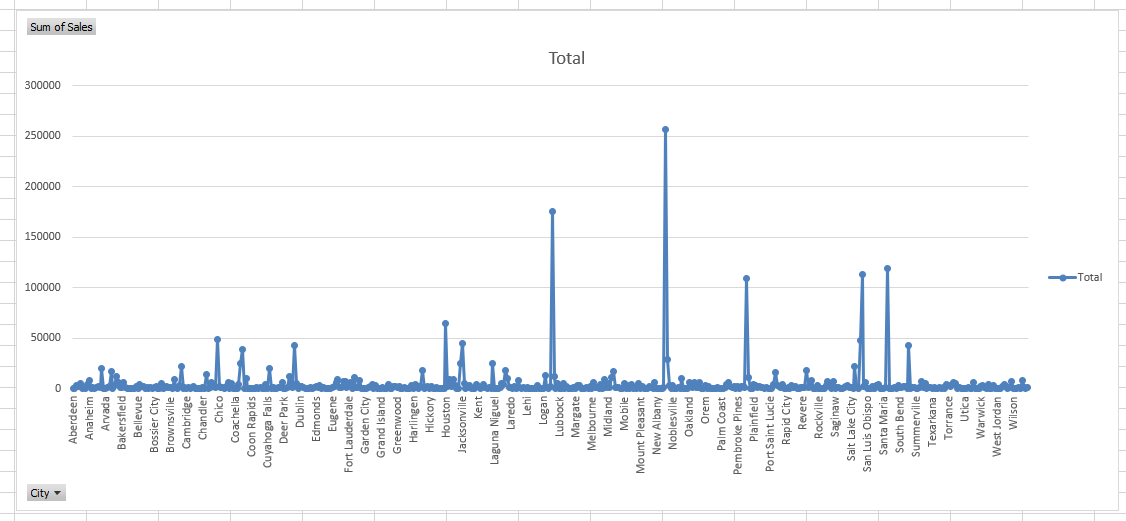 Sum of Sales
Total
300000
250000
200000
150000
100000
50000
0
Total
Aberdeen
Anaheim
Arvada
Bakersfield
Bellevue
Bossier City
Brownsville
Cambridge
Chandler
Chico
Coachella
Coon Rapids
Cuyahoga Falls
Deer Park
Dublin
Edmonds
Eugene
Fort Lauderdale
Garden City
Grand Island
Greenwood
Harlingen
Hickory
Houston
Jacksonville
Kent
Laguna Niguel
Laredo
Lehi
Logan
Lubbock
Margate
Melbourne
Midland
Mobile
Mount Pleasant
New Albany
Noblesville
Oakland
Orem
Palm Coast
Pembroke Pines
Plainfield
Port Saint Lucie
Rapid City
Revere
Rockville
Saginaw
Salt Lake City
San Luis Obispo
Santa Maria
South Bend
Summerville
Texarkana
Torrance
Utica
Warwick
West Jordan
Wilson
City